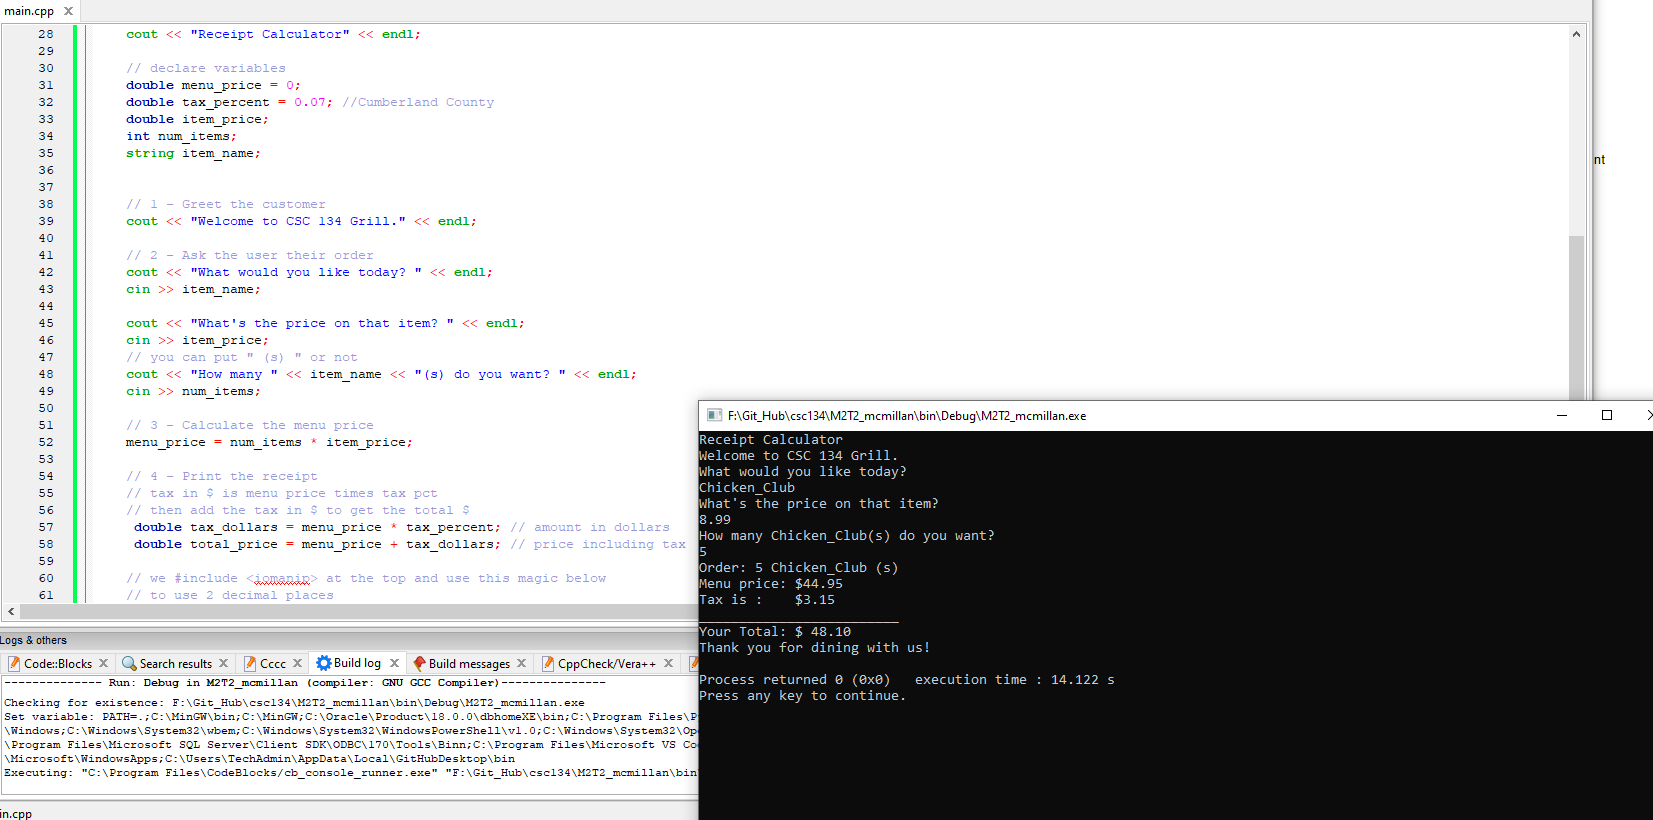 main.cpp
28 cout << "Receipt Calculator" << endl;
29
30 // declare variables
31 double menu_price = 0;
32 double tax_percent = 0.07; //Cumberland County
33 double item_price;
34 int num_items;
35 string item_name;
36
37
38 // 1 - Greet the customer
39 cout << "Welcome to CSC 134 Grill." << endl;
40
41 // 2 - Ask the user their order
42 cout << "What would you like today? " << endl;
43 cin >> item_name;
44
45 cout << "What's the price on that item? " << endl;
46 cin >> item_price;
47 // you can put " (s) " or not
48 cout << "How many " << item_name << "(s) do you want? " << endl;
49 cin >> num_items;
50
51 // 3 - Calculate the menu price
52 menu_price = num_items * item_price;
53
54 // 4 - Print the receipt
55 // tax in $ is menu price times tax pct
56 // then add the tax in $ to get the total $
57 double tax_dollars = menu_price * tax_percent; // amount in dollars
58 double total_price = menu_price + tax_dollars; // price including tax
59
60 // we #include <iomanip> at the top and use this magic below
61 // to use 2 decimal places
nt
Logs & others
Code::Blocks
Search results
Cccc
Build log
Build messages
CppCheck/Vera++
-------------- Run: Debug in M2T2_mcmillan (compiler: GNU GCC Compiler)---------------
Checking for existence: F:\Git_Hub\csc134\M2T2_mcmillan\bin\Debug\M2T2_mcmillan.exe
Set variable: PATH=.;C:\MinGW\bin;C:\MinGW;C:\Oracle\Product\18.0.0\dbhomeXE\bin;C:\Program Files\P
\Windows;C:\Windows\System32\wbem;C:\Windows\System32\WindowsPowerShell\v1.0;C:\Windows\System32\Op
\Program Files\Microsoft SQL Server\Client SDK\ODBC\170\Tools\Binn;C:\Program Files\Microsoft VS Co
\Microsoft\WindowsApps;C:\Users\TechAdmin\AppData\Local\GitHubDesktop\bin
Executing: "C:\Program Files\CodeBlocks/cb_console_runner.exe" "F:\Git_Hub\csc134\M2T2_mcmillan\bin
in.cpp
F:\Git_Hub\csc134\M2T2_mcmillan\bin\Debug\M2T2_mcmillan.exe
Receipt Calculator
Welcome to CSC 134 Grill.
What would you like today?
Chicken_Club
What's the price on that item?
8.99
How many Chicken_Club(s) do you want?
5
Order: 5 Chicken_Club (s)
Menu price: $44.95
Tax is :    $3.15
_________________________
Your Total: $ 48.10
Thank you for dining with us!
Process returned 0 (0x0)   execution time : 14.122 s
Press any key to continue.